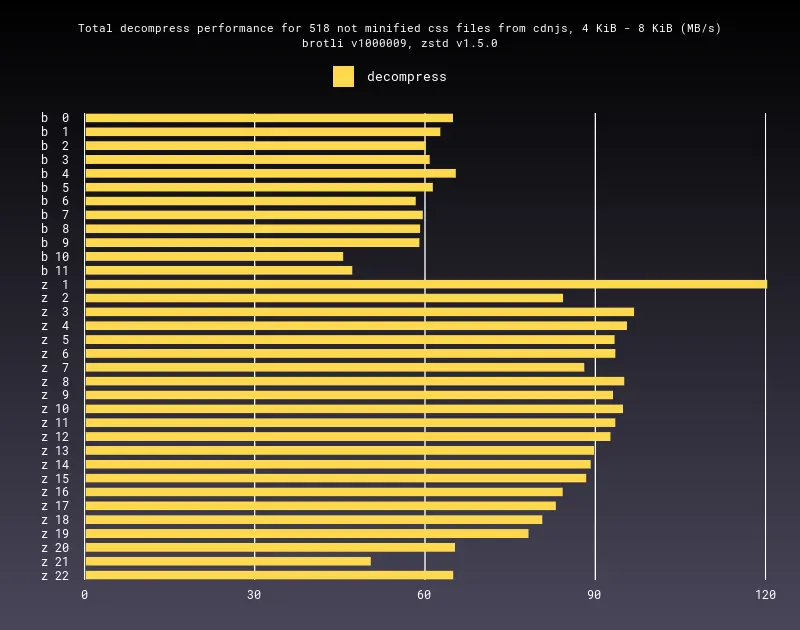 Total decompress performance for 518 not minified css files from cdnjs, 4 KiB - 8 KiB (MB/s)
brotli v1000009, zstd v1.5.0
decompress
b 0
b 1
b 2
b 3
b 4
b 5
b 6
b 7
b 8
b 9
b 10
b 11
z 1
z 2
z 3
z 4
z 5
z 6
z 7
z 8
z 9
z 10
z 11
z 12
z 13
z 14
z 15
z 16
z 17
z 18
z 19
z 20
z 21
z 22
0 30 60 90 120